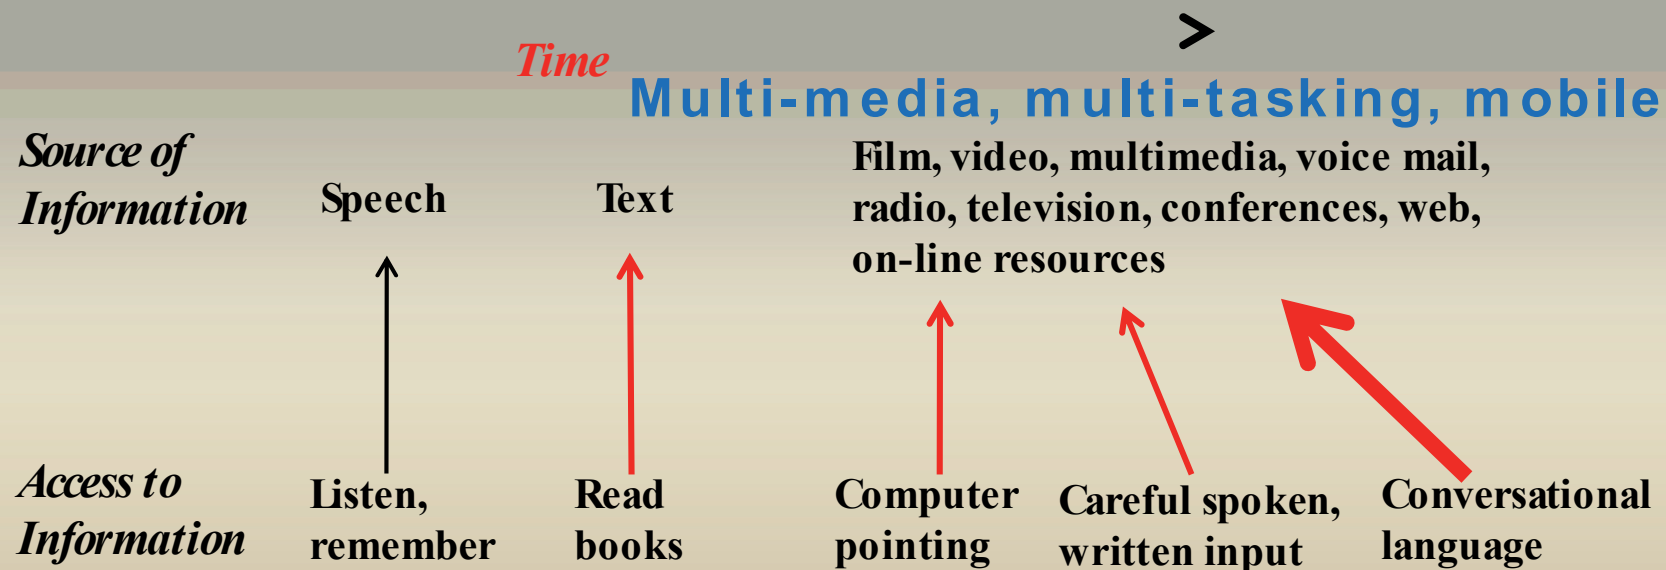 >
Time
Multi-media, multi-tasking, mobile
Source of
Information
Speech
Text
Film, video, multimedia, voice mail,
radio, television, conferences, web,
on-line resources
Access to
Information
Listen,
remember
Read
books
Computer
pointing
Careful spoken,
written input
Conversational
language